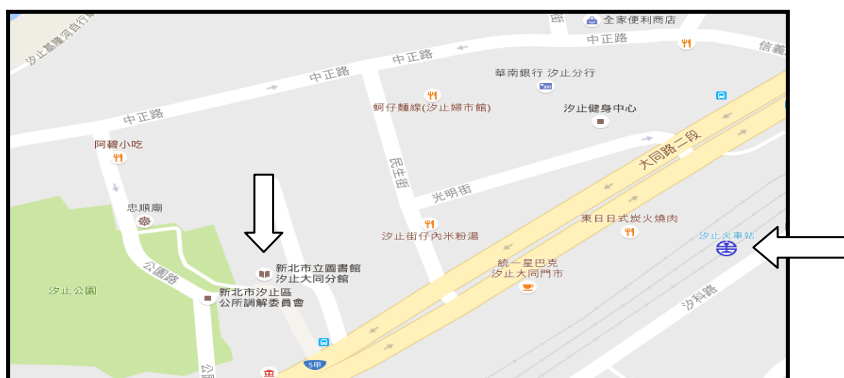 全家便利商店
汐止基隆河自行
中正路
信義
中正路
中正路
華南銀行 汐止分行
蚵仔麵線(汐止婦市館)
汐止健身中心
中正路
阿碧小吃
大同路二段
民生街
光明街
忠順廟
東日日式炭火燒肉
汐止街仔內米粉湯
汐止火車站
公園路
新北市立圖書館
汐止大同分館
統一星巴克
汐止大同門市
汐止公園
新北市汐止區
公所調解委員會
汐科路
5甲
公園